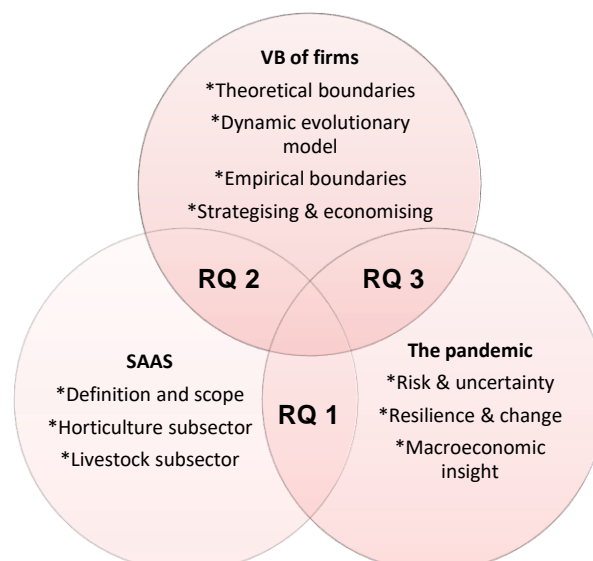 VB of firms
*Theoretical boundaries
*Dynamic evolutionary
model
*Empirical boundaries
*Strategising & economising
RQ 2
RQ 3
SAAS
*Definition and scope
*Horticulture subsector
*Livestock subsector
RQ 1
The pandemic
*Risk & uncertainty
*Resilience & change
*Macroeconomic
insight